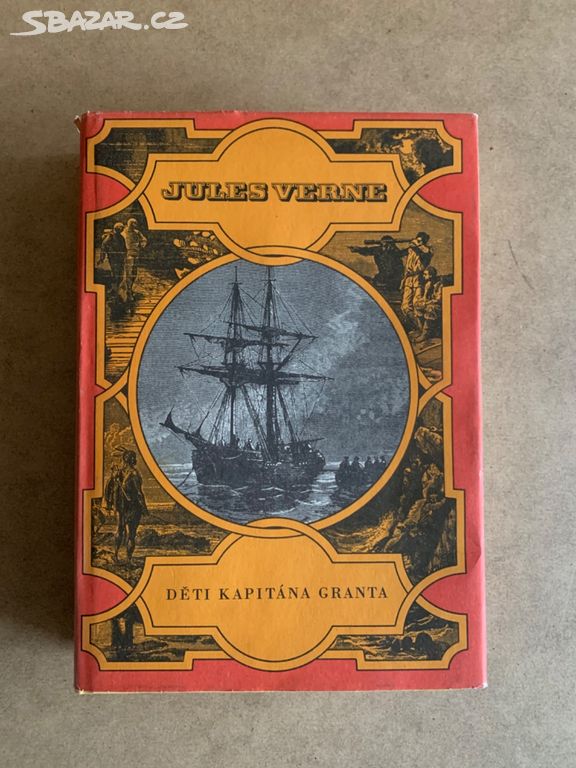 SBAZAR.CZ
JULES VERNE
DĚTI KAPITÁNA GRANTA